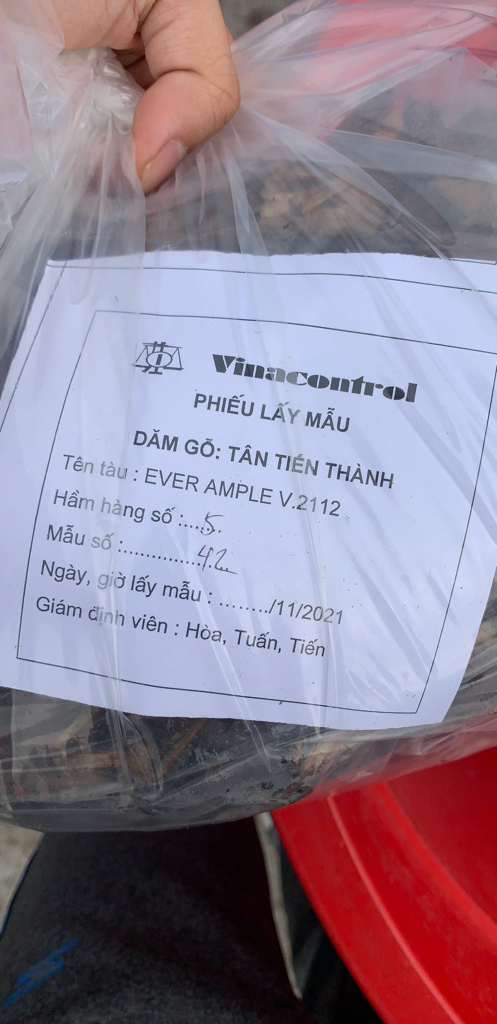 Vinacontrol
PHIẾU LẤY MẪU
DĂM GỖ: TÂN TIẾN THÀNH
Tên tàu : EVER AMPLE V.2112
Hầm hàng số :....5.
Mẫu số :..............42
Ngày, giờ lấy mẫu : ......../11/2021
Giám định viên : Hòa, Tuấn, Tiến